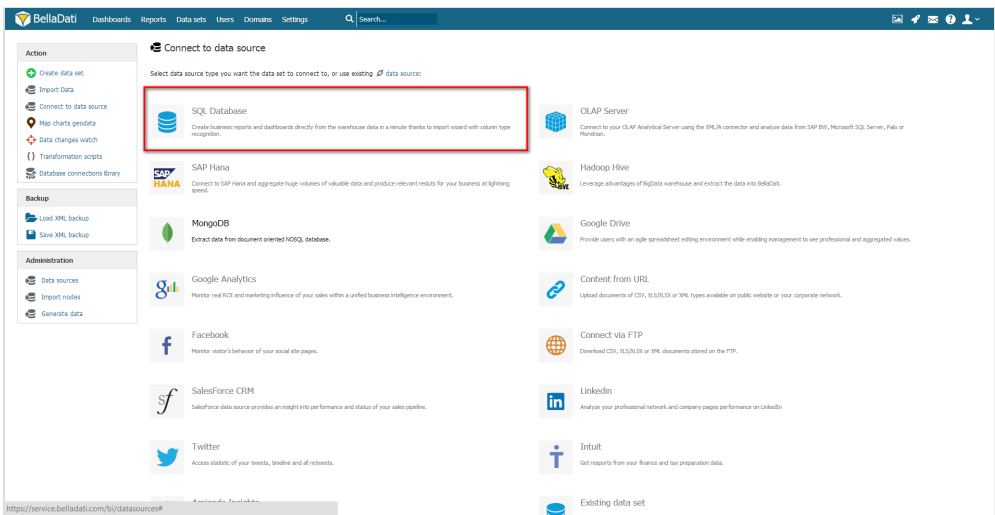 BellaDati Dashboards Reports Data sets Users Domains Settings Search...
Action
Create data set
Import Data
Connect to data source
Map charts geodata
Data changes watch
Transformation scripts
Database connections library
Backup
Load XML backup
Save XML backup
Administration
Data sources
Import nodes
Generate data
Connect to data source
Select data source type you want the data set to connect to, or use existing data source:
SQL Database
Create business reports and dashboards directly from the warehouse data in a minute thanks to import wizard with column type
recognition.
OLAP Server
Connect to your OLAP Analytical Server using the XML/A connector and analyze data from SAP BW, Microsoft SQL Server, Palo or
Mondrian.
SAP
HANA
SAP Hana
Connect to SAP Hana and aggregate huge volumes of valuable data and produce relevant results for your business at lightning
speed.
HIVE
Hadoop Hive
Leverage advantages of BigData warehouse and extract the data into BellaDati.
MongoDB
Extract data from document oriented NOSQL database.
Google Drive
Provide users with an agile spreadsheet editing environment while enabling management to see professional and aggregated values.
Google Analytics
Monitor real ROI and marketing influence of your sales within a unified business intelligence environment.
Content from URL
Upload documents of CSV, XLS/XLSX or XML types available on public website or your corporate network.
Facebook
Monitor visitor's behavior of your social site pages.
Connect via FTP
Download CSV, XLS/XLSX or XML documents stored on the FTP.
sf
SalesForce CRM
SalesForce data source provides an insight into performance and status of your sales pipeline.
in
LinkedIn
Analyze your professional network and company pages performance on LinkedIn
Twitter
Access statistic of your tweets, timeline and all retweets.
Intuit
Get reports from your finance and tax preparation data.
Existing data set
https://service.belladati.com/bi/datasources#